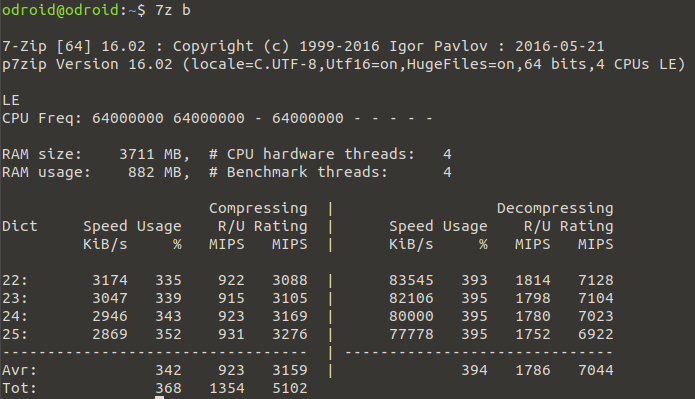 odroid@odroid:~$ 7z b
7-Zip [64] 16.02 : Copyright (c) 1999-2016 Igor Pavlov : 2016-05-21
p7zip Version 16.02 (locale=C.UTF-8,Utf16=on,HugeFiles=on,64 bits,4 CPUs LE)
LE
CPU Freq: 64000000 64000000 - 64000000 - - - - -
RAM size:    3711 MB,  # CPU hardware threads:   4
RAM usage:    882 MB,  # Benchmark threads:      4
                       Compressing  |                  Decompressing
Dict     Speed Usage    R/U Rating  |      Speed Usage    R/U Rating
         KiB/s     %   MIPS   MIPS  |      KiB/s     %   MIPS   MIPS
22:       3174   335    922   3088  |      83545   393   1814   7128
23:       3047   339    915   3105  |      82106   395   1798   7104
24:       2946   343    923   3169  |      80000   395   1780   7023
25:       2869   352    931   3276  |      77778   395   1752   6922
----------------------------------  | ------------------------------
Avr:             342    923   3159  |              394   1786   7044
Tot:             368   1354   5102